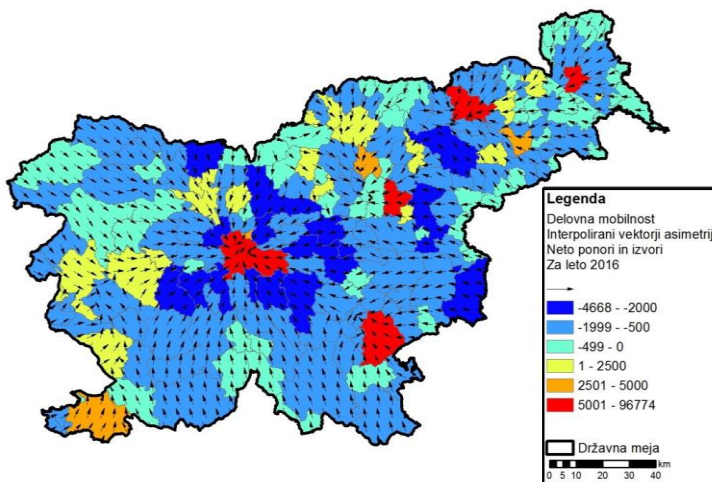 Legenda
Delovna mobilnost
Interpolirani vektorji asimetrij
Neto ponori in izvori
Za leto 2016
-4668 - -2000
-1999 - -500
-499 - 0
1 - 2500
2501 - 5000
5001 - 96774
Državna meja
km
0 5 10 20 30 40